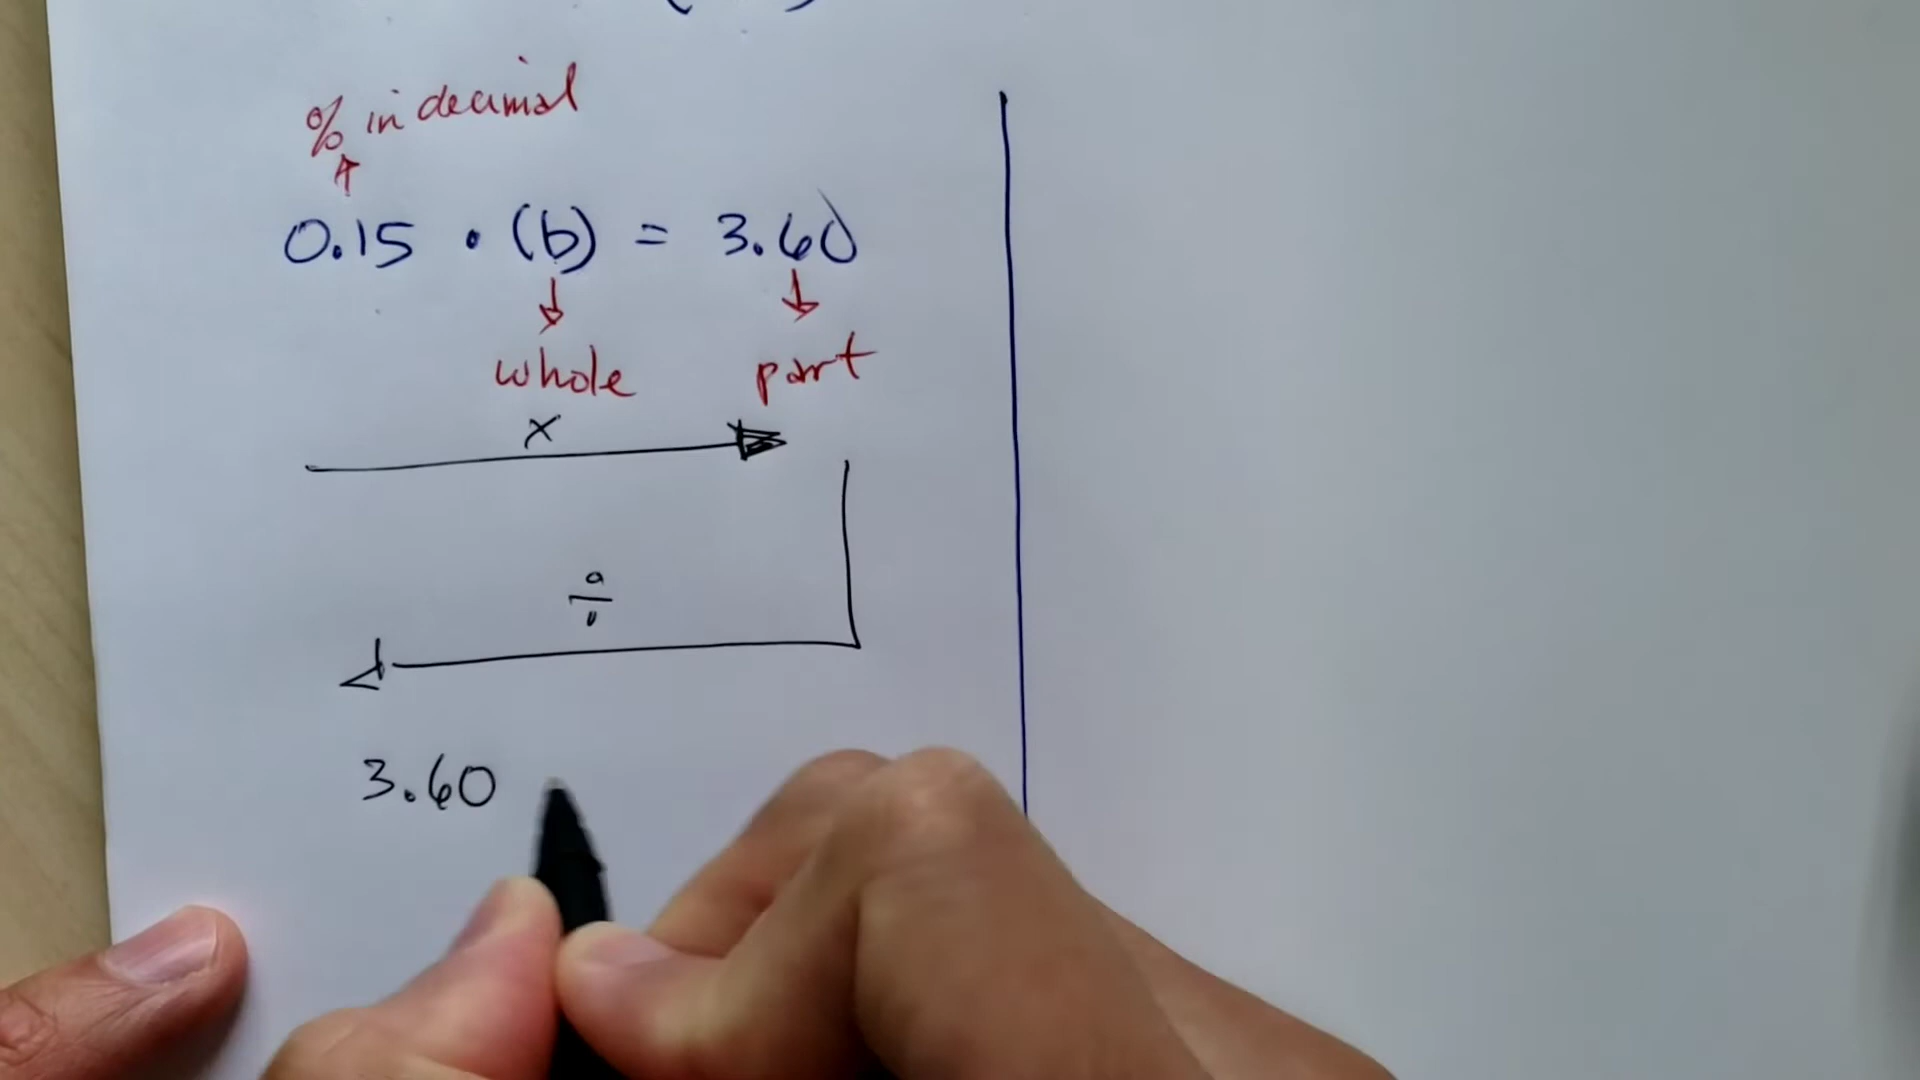 % in decimal
0.15 • (b) = 3.60
whole part
x
÷
3.60